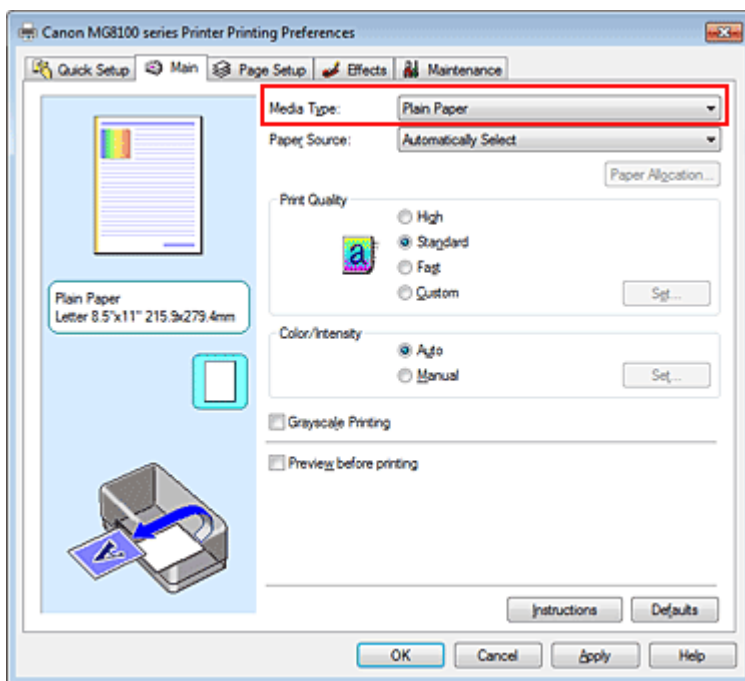 Canon MG8100 series Printer Printing Preferences
Quick Setup Main Page Setup Effects Maintenance
Media Type: Plain Paper
Paper Source: Automatically Select
Paper Allocation...
Print Quality
High
Standard
Fast
Custom Set...
Color/Intensity
Auto
Manual Set...
Grayscale Printing
Preview before printing
a
Plain Paper
Letter 8.5"x11" 215.9x279.4mm
A
Instructions Defaults
OK Cancel Apply Help